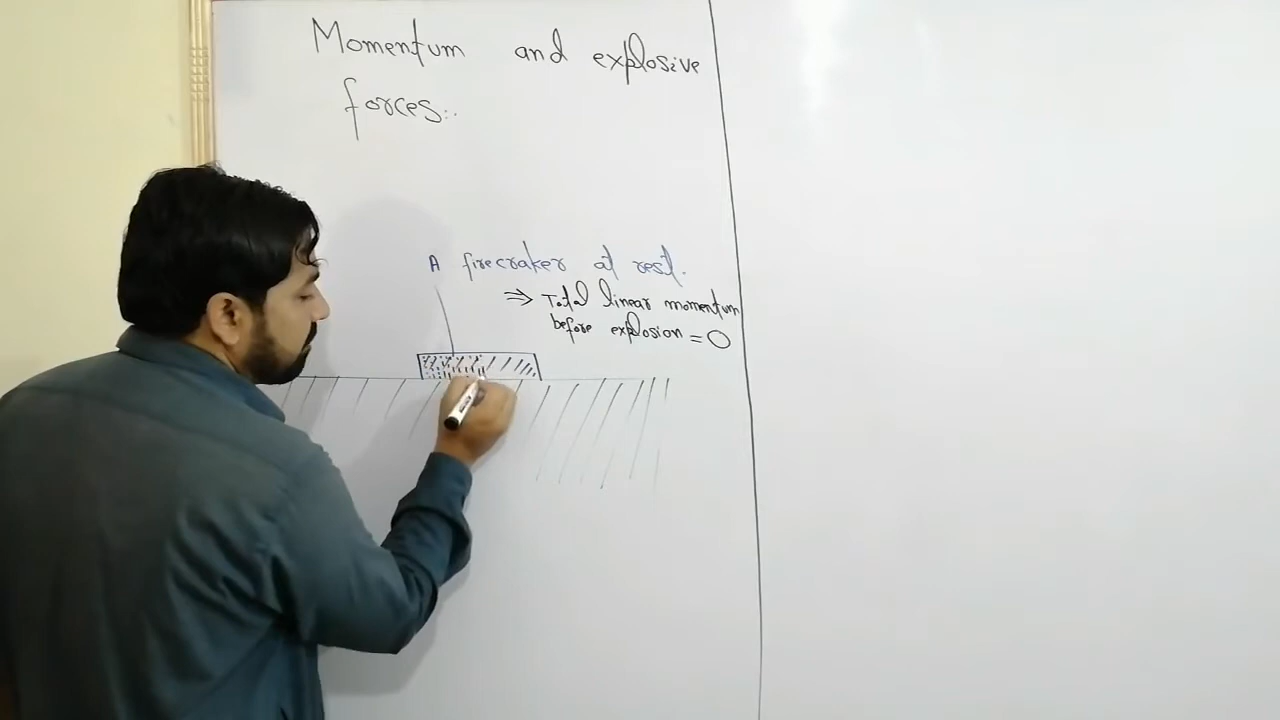 Momentum and explosive
forces:.
A firecraker at rest.
⇒ Total linear momentum
before explosion = 0